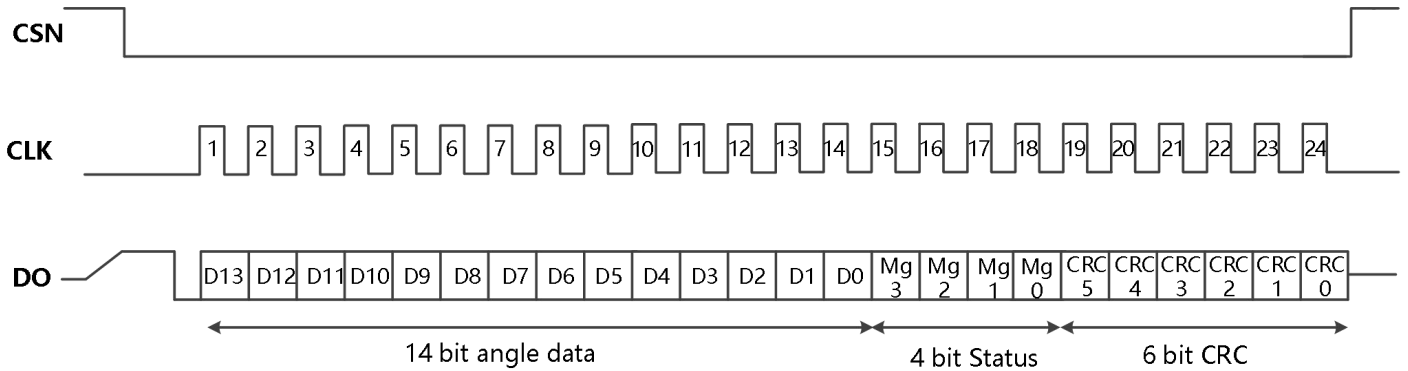 CSN
CLK
1 2 3 4 5 6 7 8 9 10 11 12 13 14 15 16 17 18 19 20 21 22 23 24
DO
D13 D12 D11 D10 D9 D8 D7 D6 D5 D4 D3 D2 D1 D0 Mg 3 Mg 2 Mg 1 Mg 0 CRC 5 CRC 4 CRC 3 CRC 2 CRC 1 CRC 0
14 bit angle data
4 bit Status
6 bit CRC